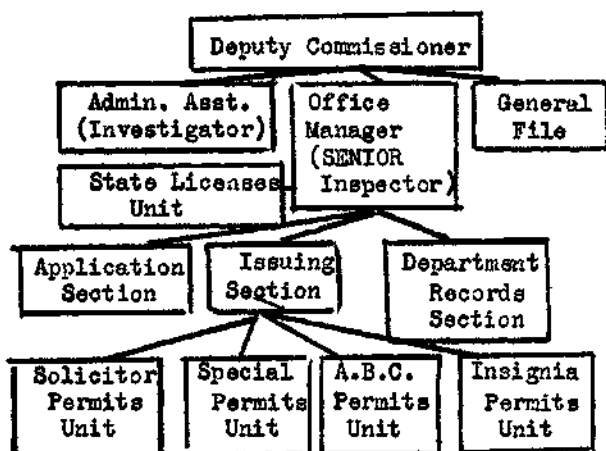 Deputy Commissioner
Admin. Asst.
(Investigator)
Office
Manager
(SENIOR
Inspector)
General
File
State Licenses
Unit
Application
Section
Issuing
Section
Department
Records
Section
Solicitor
Permits
Unit
Special
Permits
Unit
A.B.C.
Permits
Unit
Insignia
Permits
Unit